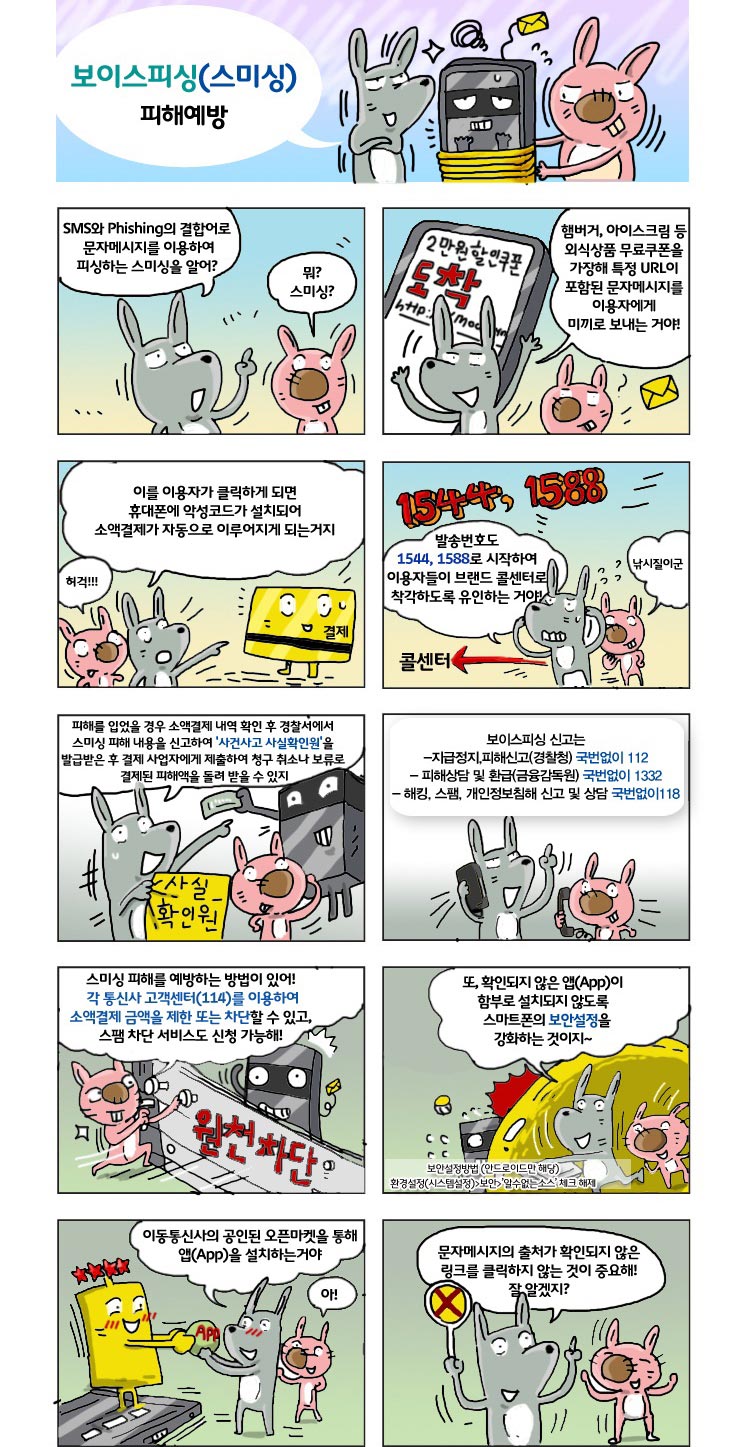 보이스피싱(스미싱)
피해예방
SMS와 Phishing의 결합어로
문자메시지를 이용하여
피싱하는 스미싱을 알어?
뭐?
스미싱?
2만원할인쿠폰
도착
햄버거, 아이스크림 등
외식상품 무료쿠폰을
가장해 특정 URL이
포함된 문자메시지를
이용자에게
미끼로 보내는 거야!
이를 이용자가 클릭하게 되면
휴대폰에 악성코드가 설치되어
소액결제가 자동으로 이루어지게 되는거지
허걱!!!
결제
1544, 1588
발송번호도
1544, 1588로 시작하여
이용자들이 브랜드 콜센터로
착각하도록 유인하는 거야!
낚시질이군
콜센터
피해를 입었을 경우 소액결제 내역 확인 후 경찰서에서
스미싱 피해 내용을 신고하여 '사건사고 사실확인원'을
발급받은 후 결제 사업자에게 제출하여 청구 취소나 보류로
결제된 피해액을 돌려 받을 수 있지
사실
확인원
보이스피싱 신고는
-지급정지,피해신고(경찰청) 국번없이 112
- 피해상담 및 환급(금융감독원) 국번없이 1332
- 해킹, 스팸, 개인정보침해 신고 및 상담 국번없이118
스미싱 피해를 예방하는 방법이 있어!
각 통신사 고객센터(114)를 이용하여
소액결제 금액을 제한 또는 차단할 수 있고,
스팸 차단 서비스도 신청 가능해!
원천차단
또, 확인되지 않은 앱(App)이
함부로 설치되지 않도록
스마트폰의 보안설정을
강화하는 것이지~
보안설정방법 (안드로이드만 해당)
환경설정(시스템설정)>보안>'알수없는소스' 체크 해제
이동통신사의 공인된 오픈마켓을 통해
앱(App)을 설치하는거야
아!
APP
문자메시지의 출처가 확인되지 않은
링크를 클릭하지 않는 것이 중요해!
잘 알겠지?